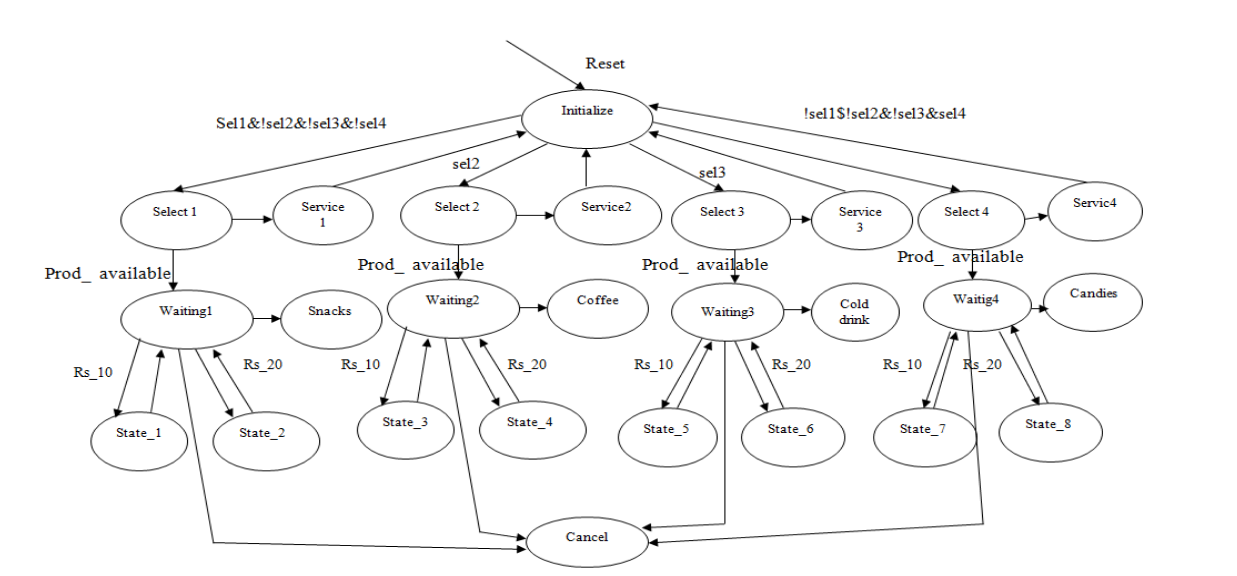 Reset
Initialize
Sel1&!sel2&!sel3&!sel4
!sel1$!sel2&!sel3&sel4
sel2
sel3
Select 1
Service
1
Select 2
Service2
Select 3
Service
3
Select 4
Servic4
Prod_ available
Prod_ available
Prod_ available
Prod_ available
Waiting1
Snacks
Waiting2
Coffee
Waiting3
Cold
drink
Waitig4
Candies
Rs_10
Rs_20
Rs_10
Rs_20
Rs_10
Rs_20
Rs_10
Rs_20
State_1
State_2
State_3
State_4
State_5
State_6
State_7
State_8
Cancel